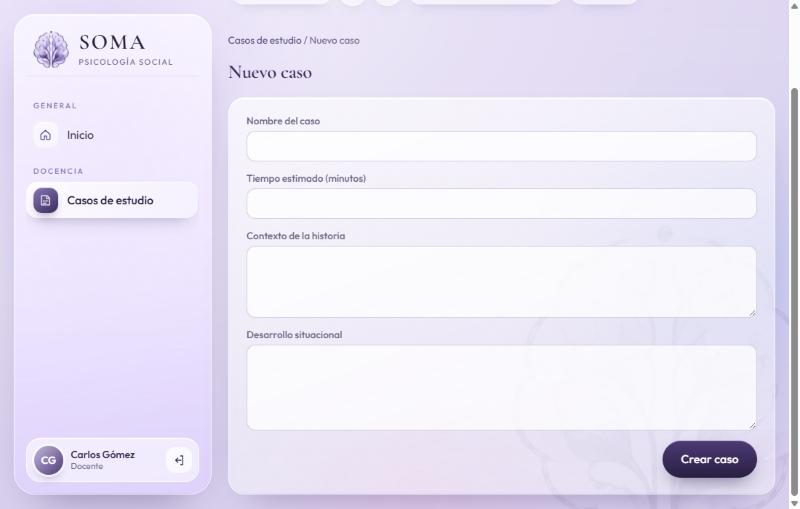 SOMA
PSICOLOGÍA SOCIAL
GENERAL
Inicio
DOCENCIA
Casos de estudio
CG
Carlos Gómez
Docente
Casos de estudio / Nuevo caso
Nuevo caso
Nombre del caso
Tiempo estimado (minutos)
Contexto de la historia
Desarrollo situacional
Crear caso